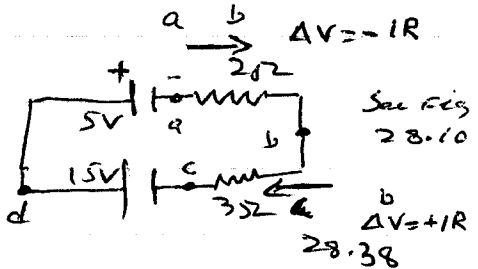 a b
ΔV = - IR
+ - 2Ω
5V a b
See Fig
28.10
15V c
d 3Ω b
ΔV = + IR
28.38